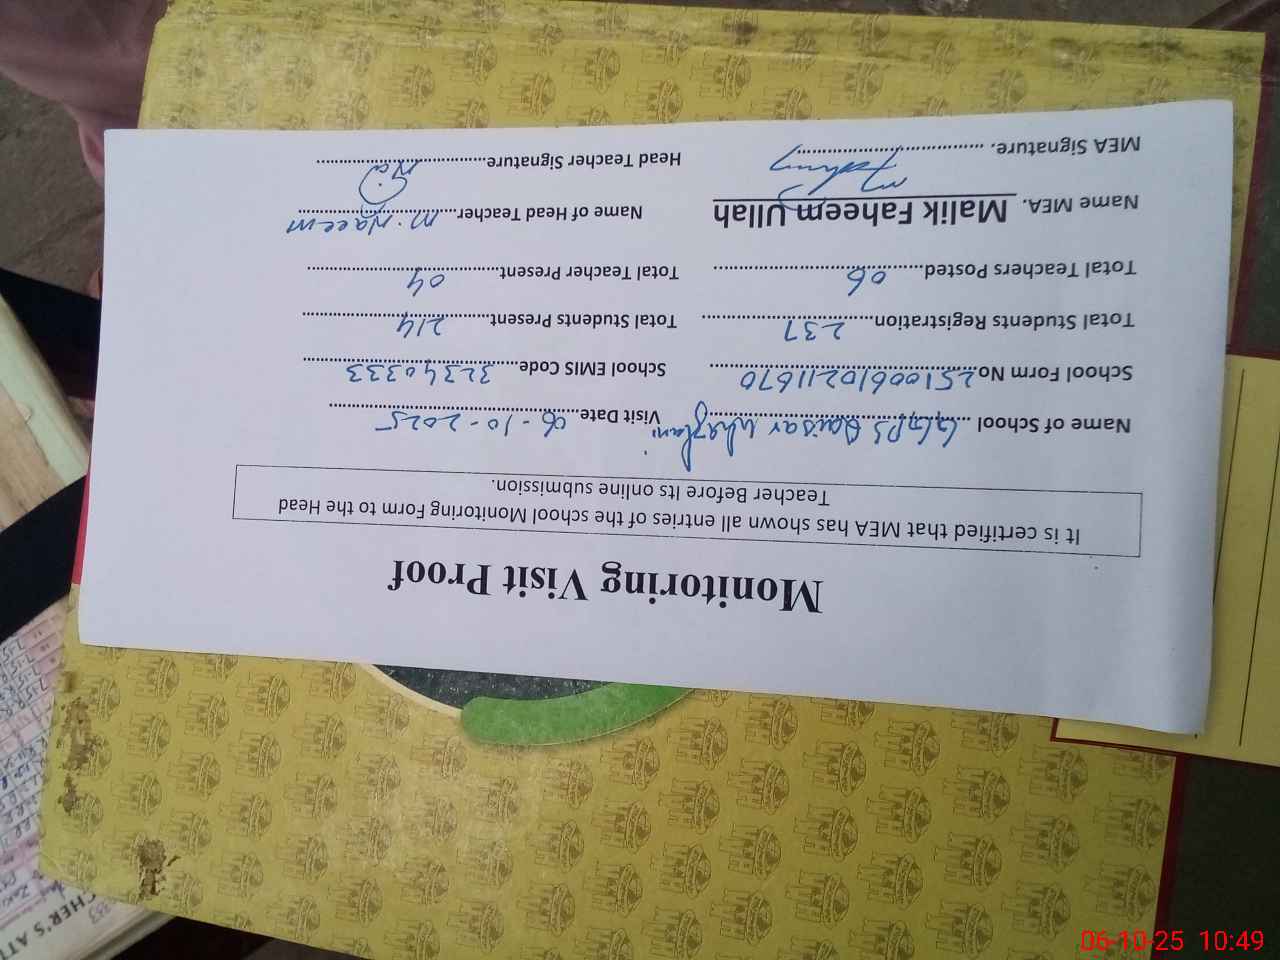 Monitoring Visit Proof
It is certified that MEA has shown all entries of the school Monitoring Form to the Head
Teacher Before Its online submission.
Name of School ........ GGPS Qaisar Wheghani Visit Date ........ 06-10-2025
School Form No ........ 25100610211670 School EMIS Code ........ 32340333
Total Students Registration ........ 237 Total Students Present ........ 214
Total Teachers Posted ........ 06 Total Teacher Present ........ 04
Name MEA. Malik Faheem Ullah Name of Head Teacher ........ M. Naeem
MEA Signature. ........ Head Teacher Signature ........
06-10-25 10:49